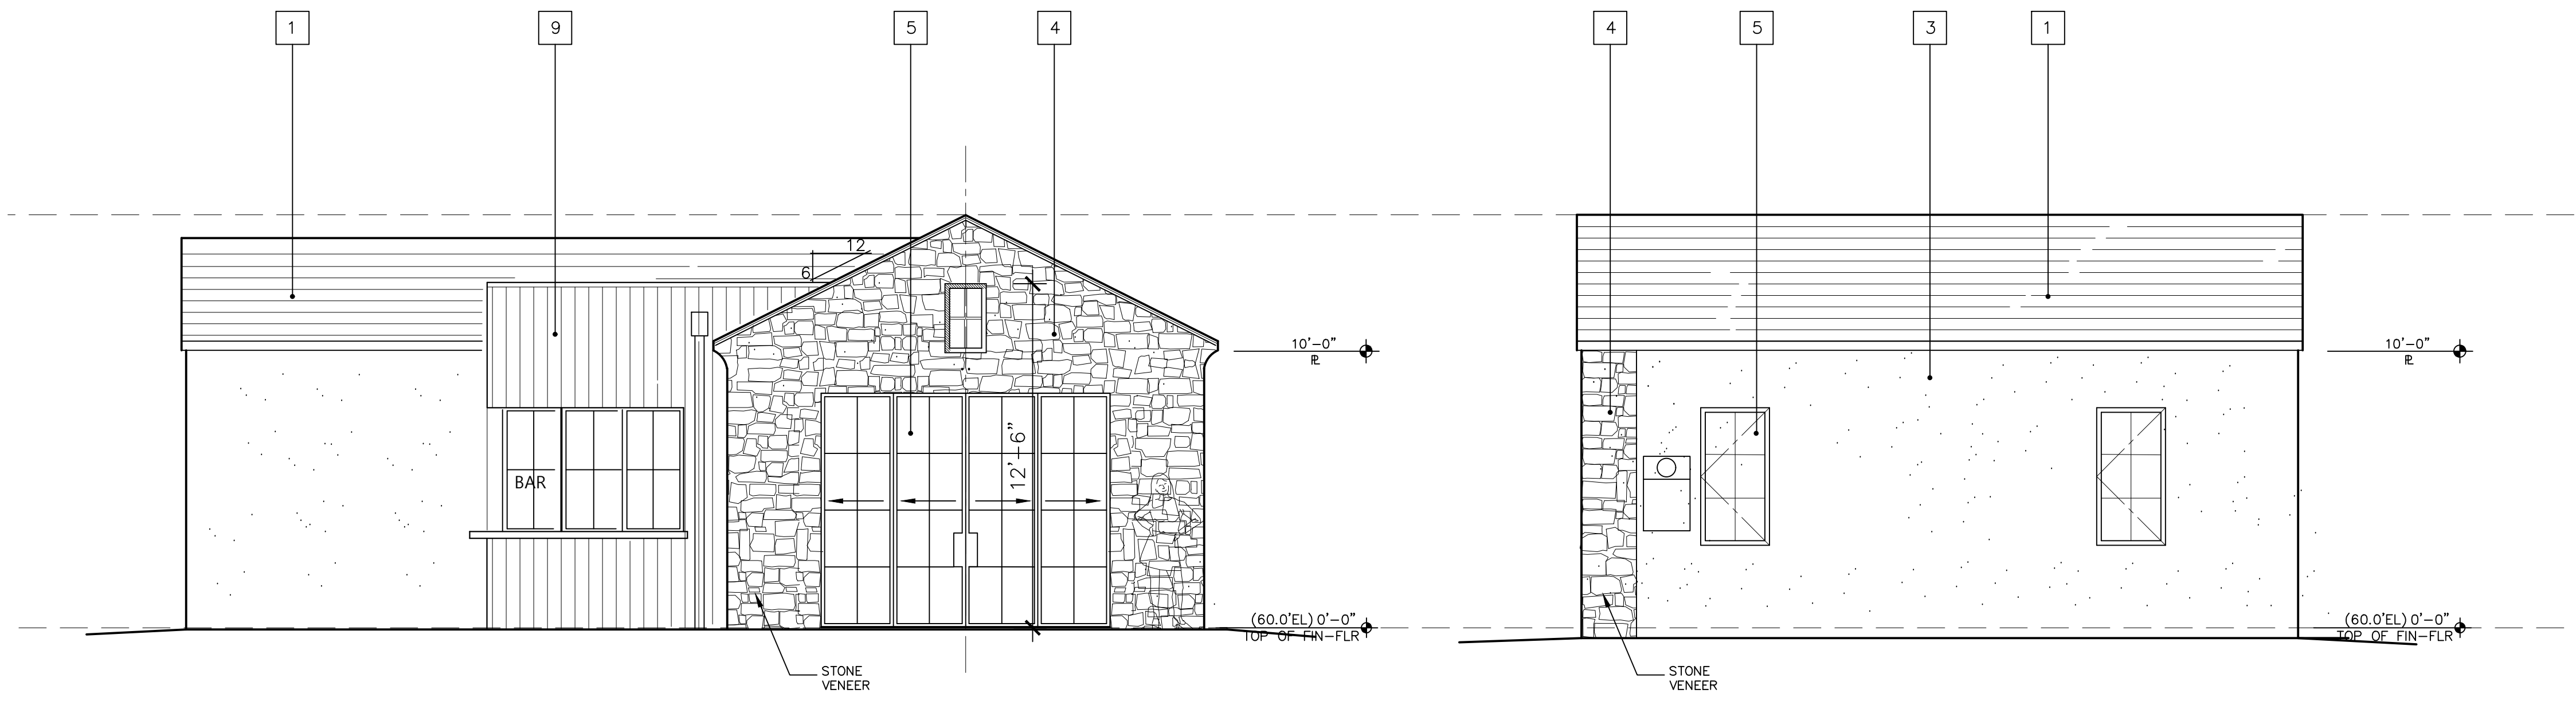 1
9
5
4
4
5
3
1
12
6
10'-0"
PL
10'-0"
PL
12'-6"
BAR
(60.0'EL) 0'-0"
TOP OF FIN-FLR
(60.0'EL) 0'-0"
TOP OF FIN-FLR
STONE
VENEER
STONE
VENEER